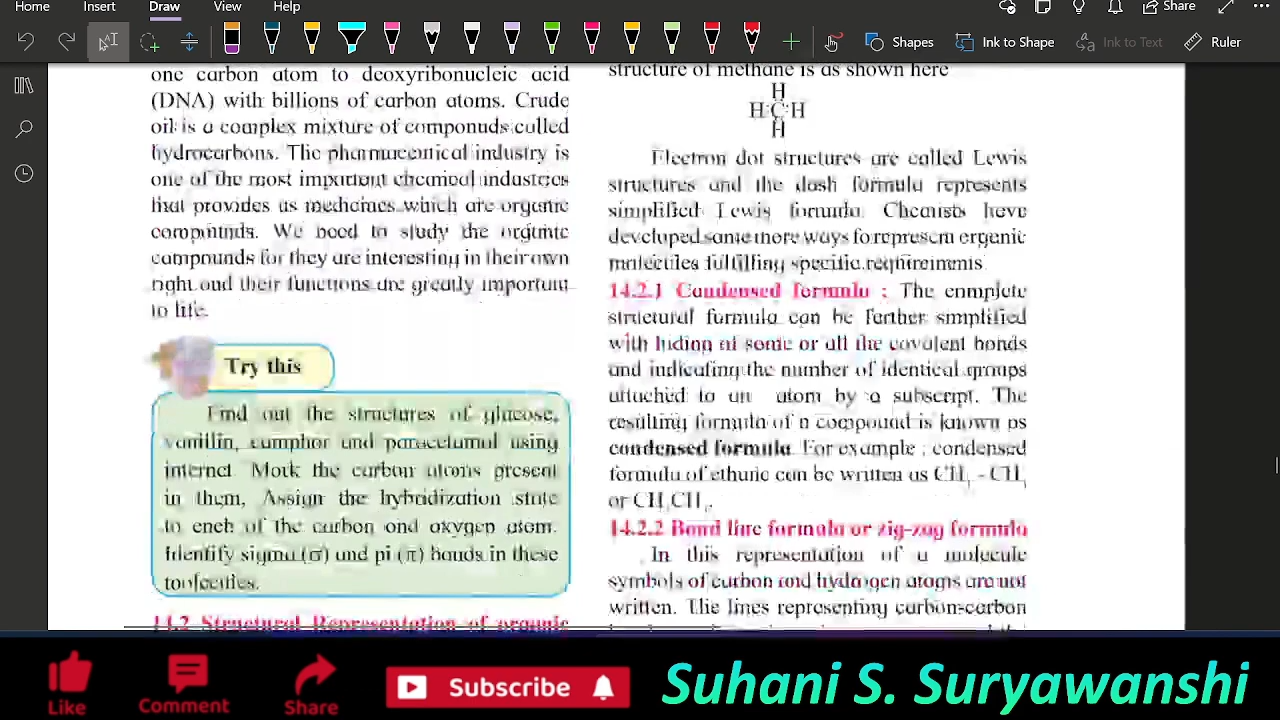 Home Insert Draw View Help Share
Shapes Ink to Shape Ink to Text Ruler
one carbon atom to deoxyribonucleic acid
(DNA) with billions of carbon atoms. Crude
oil is a complex mixture of compounds called
hydrocarbons. The pharmaceutical industry is
one of the most important chemical industries
that provides us medicines which are organic
compounds. We need to study the organic
compounds for they are interesting in their own
right and their functions are greatly important
to life.
Try this
Find out the structures of glucose,
vanilin, camphor and paracetamol using
internet. Mark the carbon atoms present
in them. Assign the hybridization state
to each of the carbon and oxygen atom.
Identify sigma (σ) and pi (π) bonds in these
molecules.
14.2 Structural Representation of organic
structure of methane is as shown here
H
H:C:H
H
Electron dot structures are called Lewis
structures and the dash formula represents
simplified Lewis formula. Chemists have
developed some more ways to represent organic
molecules fulfilling specific requirements
14.2.1 Condensed formula : The complete
structural formula can be further simplified
with hiding of some or all the covalent bonds
and indicating the number of identical groups
attached to an atom by a subscript. The
resulting formula of a compound is known as
condensed formula. For example : condensed
formula of ethane can be written as CH - CH
or CH CH .
14.2.2 Bond line formula or zig-zag formula
In this representation of a molecule
symbols of carbon and hydrogen atoms are not
written. The lines representing carbon-carbon
Like Comment Share Subscribe Suhani S. Suryawanshi